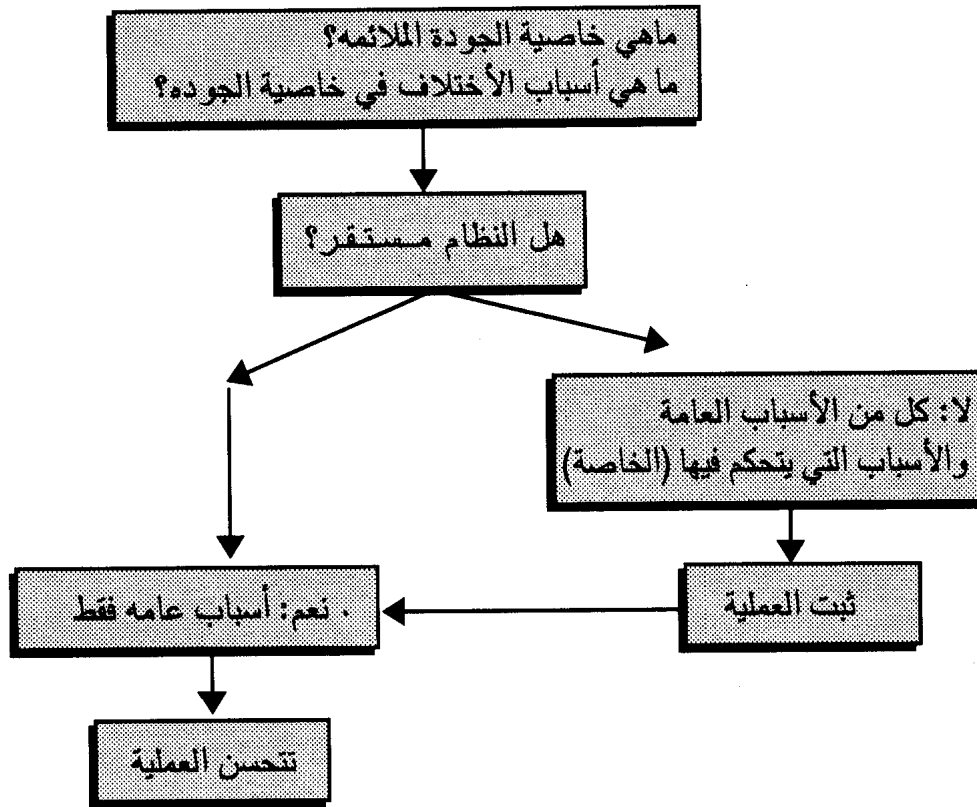 ماهي خاصية الجودة الملائمه؟
ما هي أسباب الأختلاف في خاصية الجوده؟
هل النظام مستقر؟
لا: كل من الأسباب العامة
والأسباب التي يتحكم فيها (الخاصة)
ثبت العملية
. نعم: أسباب عامه فقط
تتحسن العملية